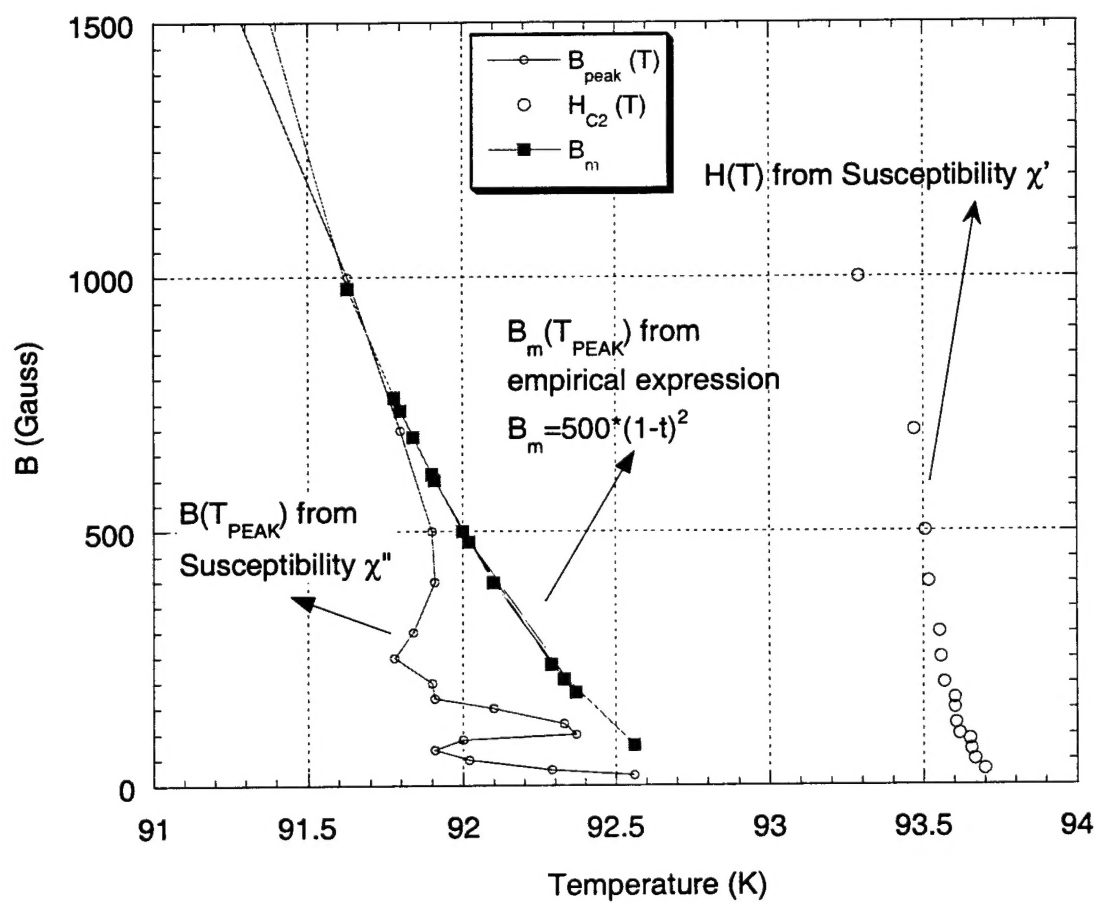 1500
1000
500
0
B (Gauss)
B_peak (T)
H_C2 (T)
B_m
H(T) from Susceptibility χ'
B_m(T_PEAK) from
empirical expression
B_m=500*(1-t)^2
B(T_PEAK) from
Susceptibility χ"
91
91.5
92
92.5
93
93.5
94
Temperature (K)